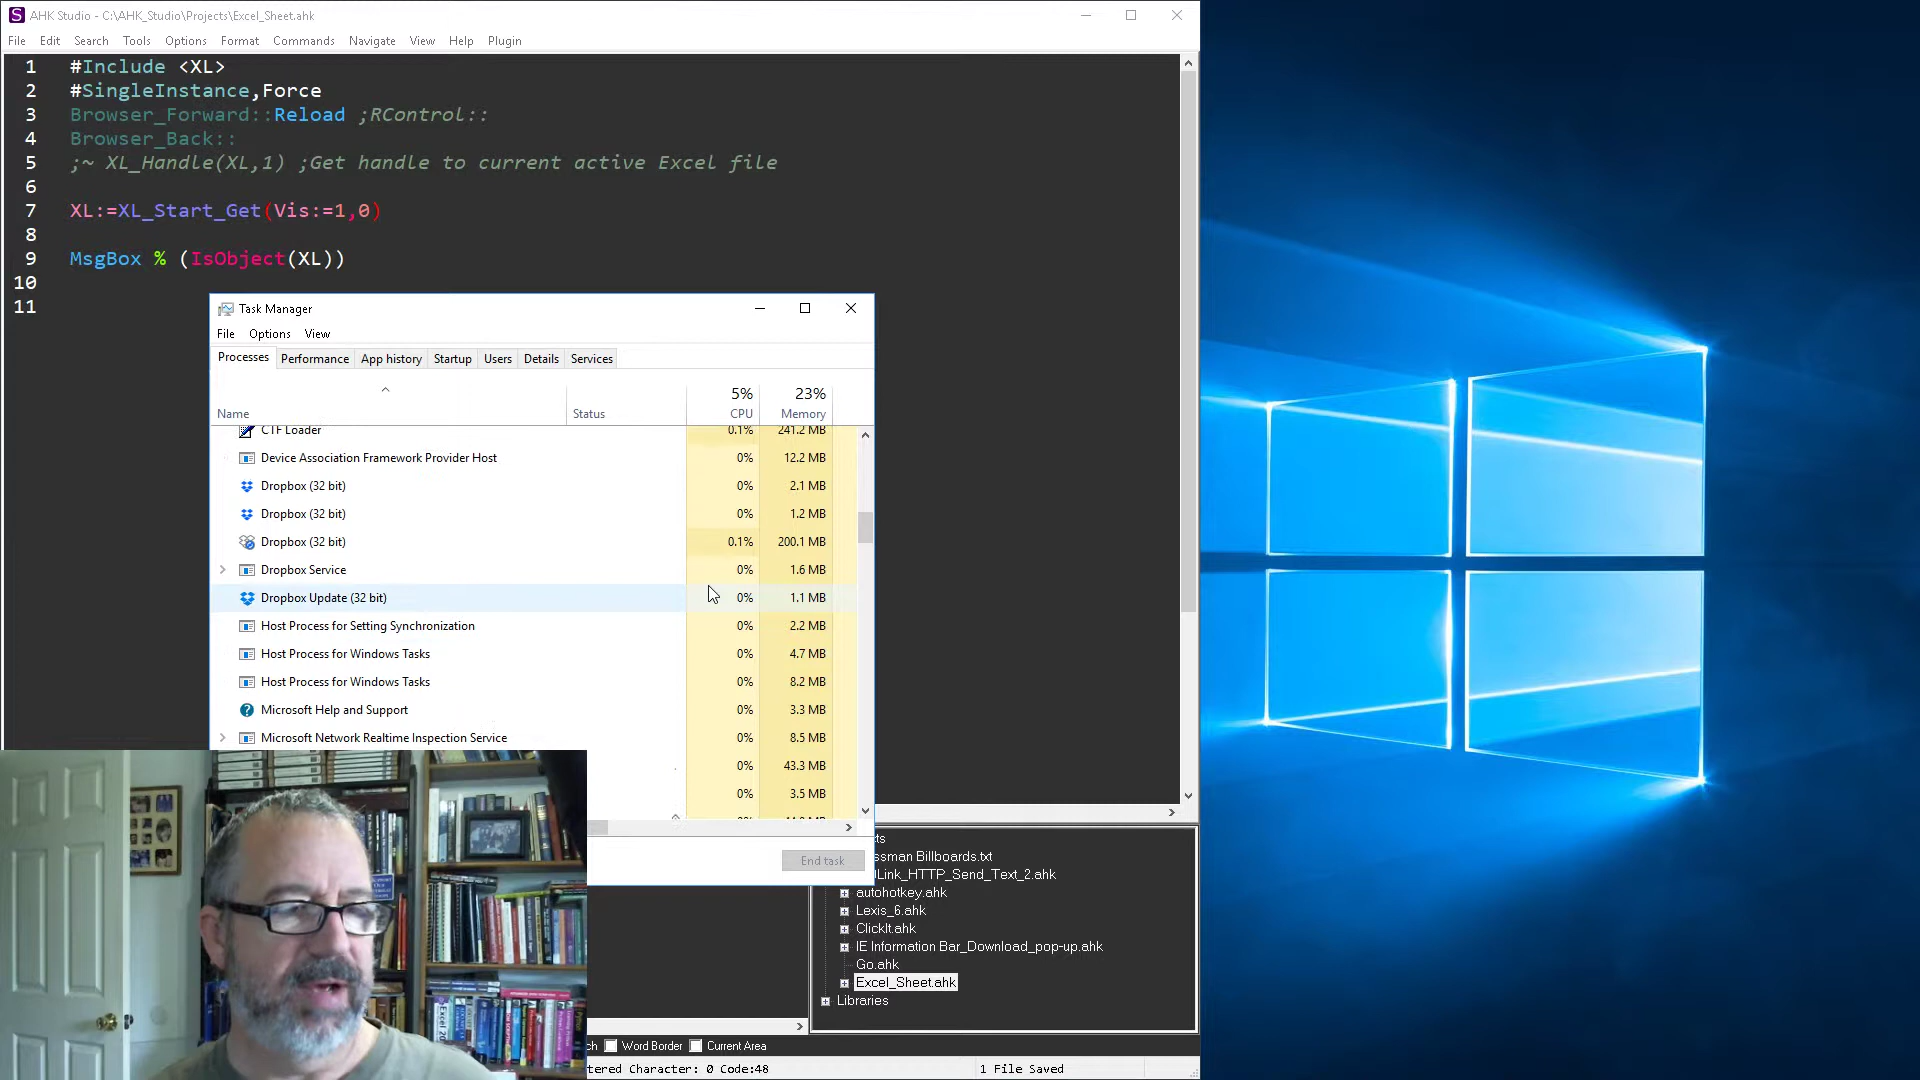 AHK Studio - C:\AHK_Studio\Projects\Excel_Sheet.ahk
File Edit Search Tools Options Format Commands Navigate View Help Plugin
1 #Include <XL>
2 #SingleInstance,Force
3 Browser_Forward::Reload ;RControl::
4 Browser_Back::
5 ;~ XL_Handle(XL,1) ;Get handle to current active Excel file
6
7 XL:=XL_Start_Get(Vis:=1,0)
8
9 MsgBox % (IsObject(XL))
10
11
Task Manager
File Options View
Processes Performance App history Startup Users Details Services
5% 23%
Name Status CPU Memory
CTF Loader 0.1% 241.2 MB
Device Association Framework Provider Host 0% 12.2 MB
Dropbox (32 bit) 0% 2.1 MB
Dropbox (32 bit) 0% 1.2 MB
Dropbox (32 bit) 0.1% 200.1 MB
Dropbox Service 0% 1.6 MB
Dropbox Update (32 bit) 0% 1.1 MB
Host Process for Setting Synchronization 0% 2.2 MB
Host Process for Windows Tasks 0% 4.7 MB
Host Process for Windows Tasks 0% 8.2 MB
Microsoft Help and Support 0% 3.3 MB
Microsoft Network Realtime Inspection Service 0% 8.5 MB
0% 43.3 MB
0% 3.5 MB
End task
cts
ssman Billboards.txt
Link_HTTP_Send_Text_2.ahk
autohotkey.ahk
Lexis_6.ahk
ClickIt.ahk
IE Information Bar_Download_pop-up.ahk
Go.ahk
Excel_Sheet.ahk
Libraries
ch Word Border Current Area
tered Character: 0 Code:48 1 File Saved